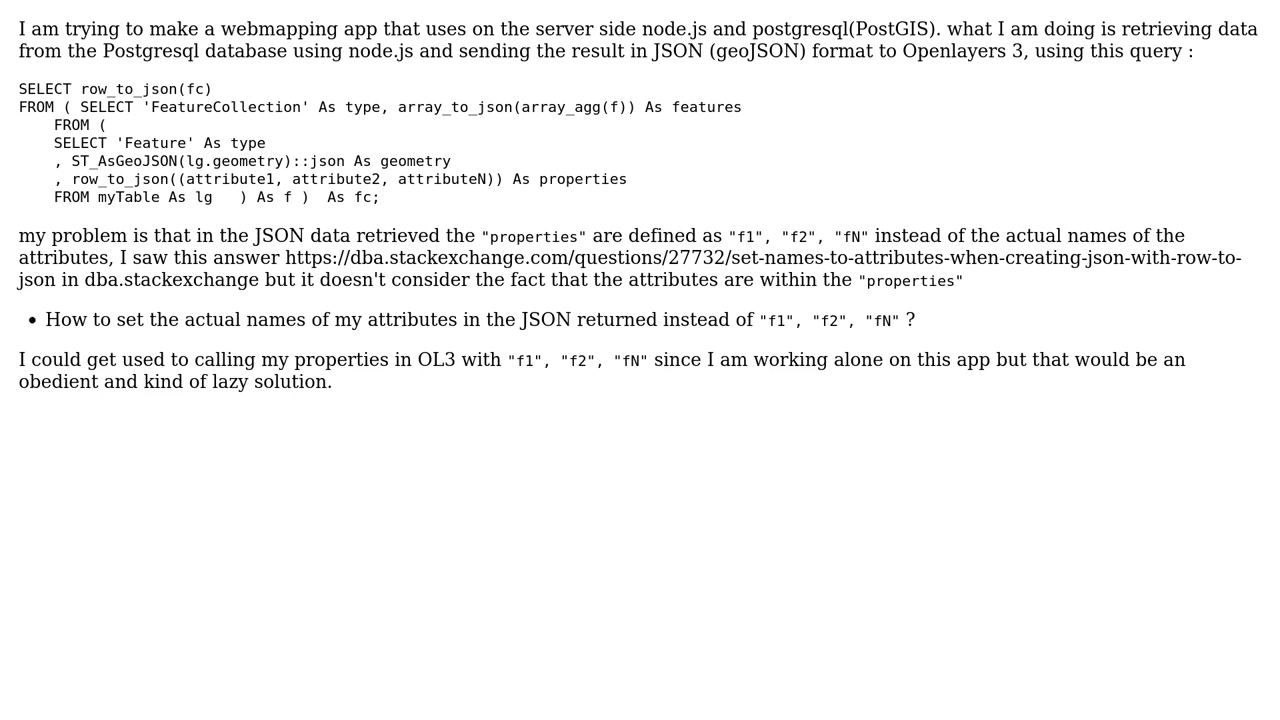 I am trying to make a webmapping app that uses on the server side node.js and postgresql(PostGIS). what I am doing is retrieving data
from the Postgresql database using node.js and sending the result in JSON (geoJSON) format to Openlayers 3, using this query :
SELECT row_to_json(fc)
FROM ( SELECT 'FeatureCollection' As type, array_to_json(array_agg(f)) As features
    FROM (
    SELECT 'Feature' As type
    , ST_AsGeoJSON(lg.geometry)::json As geometry
    , row_to_json((attribute1, attribute2, attributeN)) As properties
    FROM myTable As lg   ) As f )  As fc;
my problem is that in the JSON data retrieved the "properties" are defined as "f1", "f2", "fN" instead of the actual names of the
attributes, I saw this answer https://dba.stackexchange.com/questions/27732/set-names-to-attributes-when-creating-json-with-row-to-
json in dba.stackexchange but it doesn't consider the fact that the attributes are within the "properties"
• How to set the actual names of my attributes in the JSON returned instead of "f1", "f2", "fN" ?
I could get used to calling my properties in OL3 with "f1", "f2", "fN" since I am working alone on this app but that would be an
obedient and kind of lazy solution.